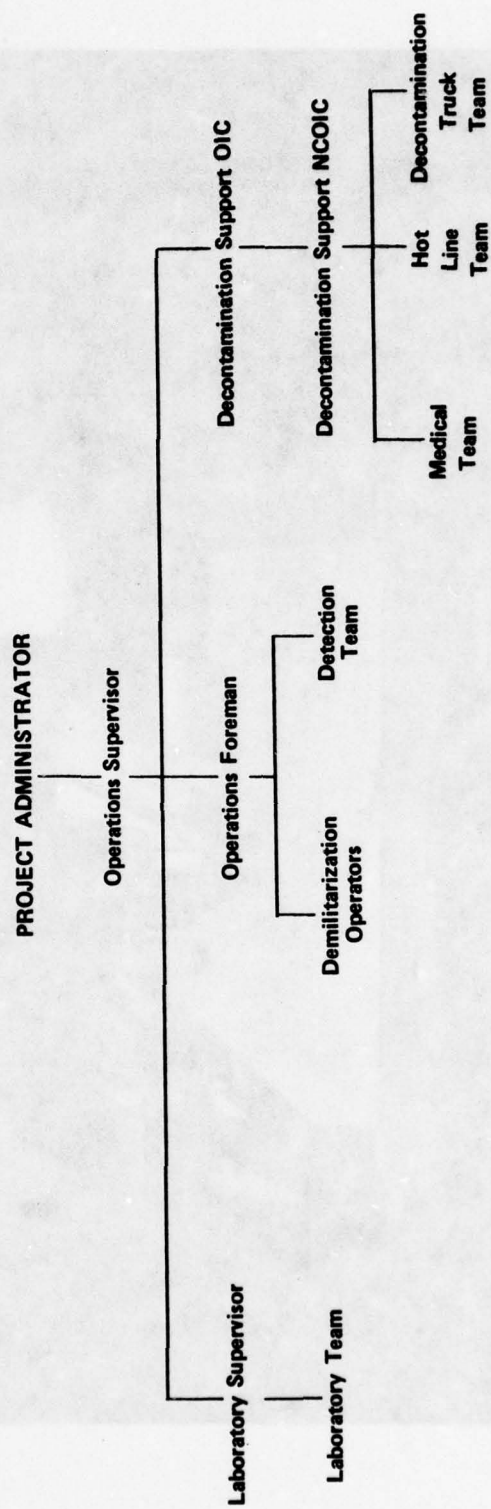 PROJECT ADMINISTRATOR
Operations Supervisor
Laboratory Supervisor
Laboratory Team
Operations Foreman
Demilitarization
Operators
Detection
Team
Decontamination Support OIC
Decontamination Support NCOIC
Medical
Team
Hot
Line
Team
Decontamination
Truck
Team